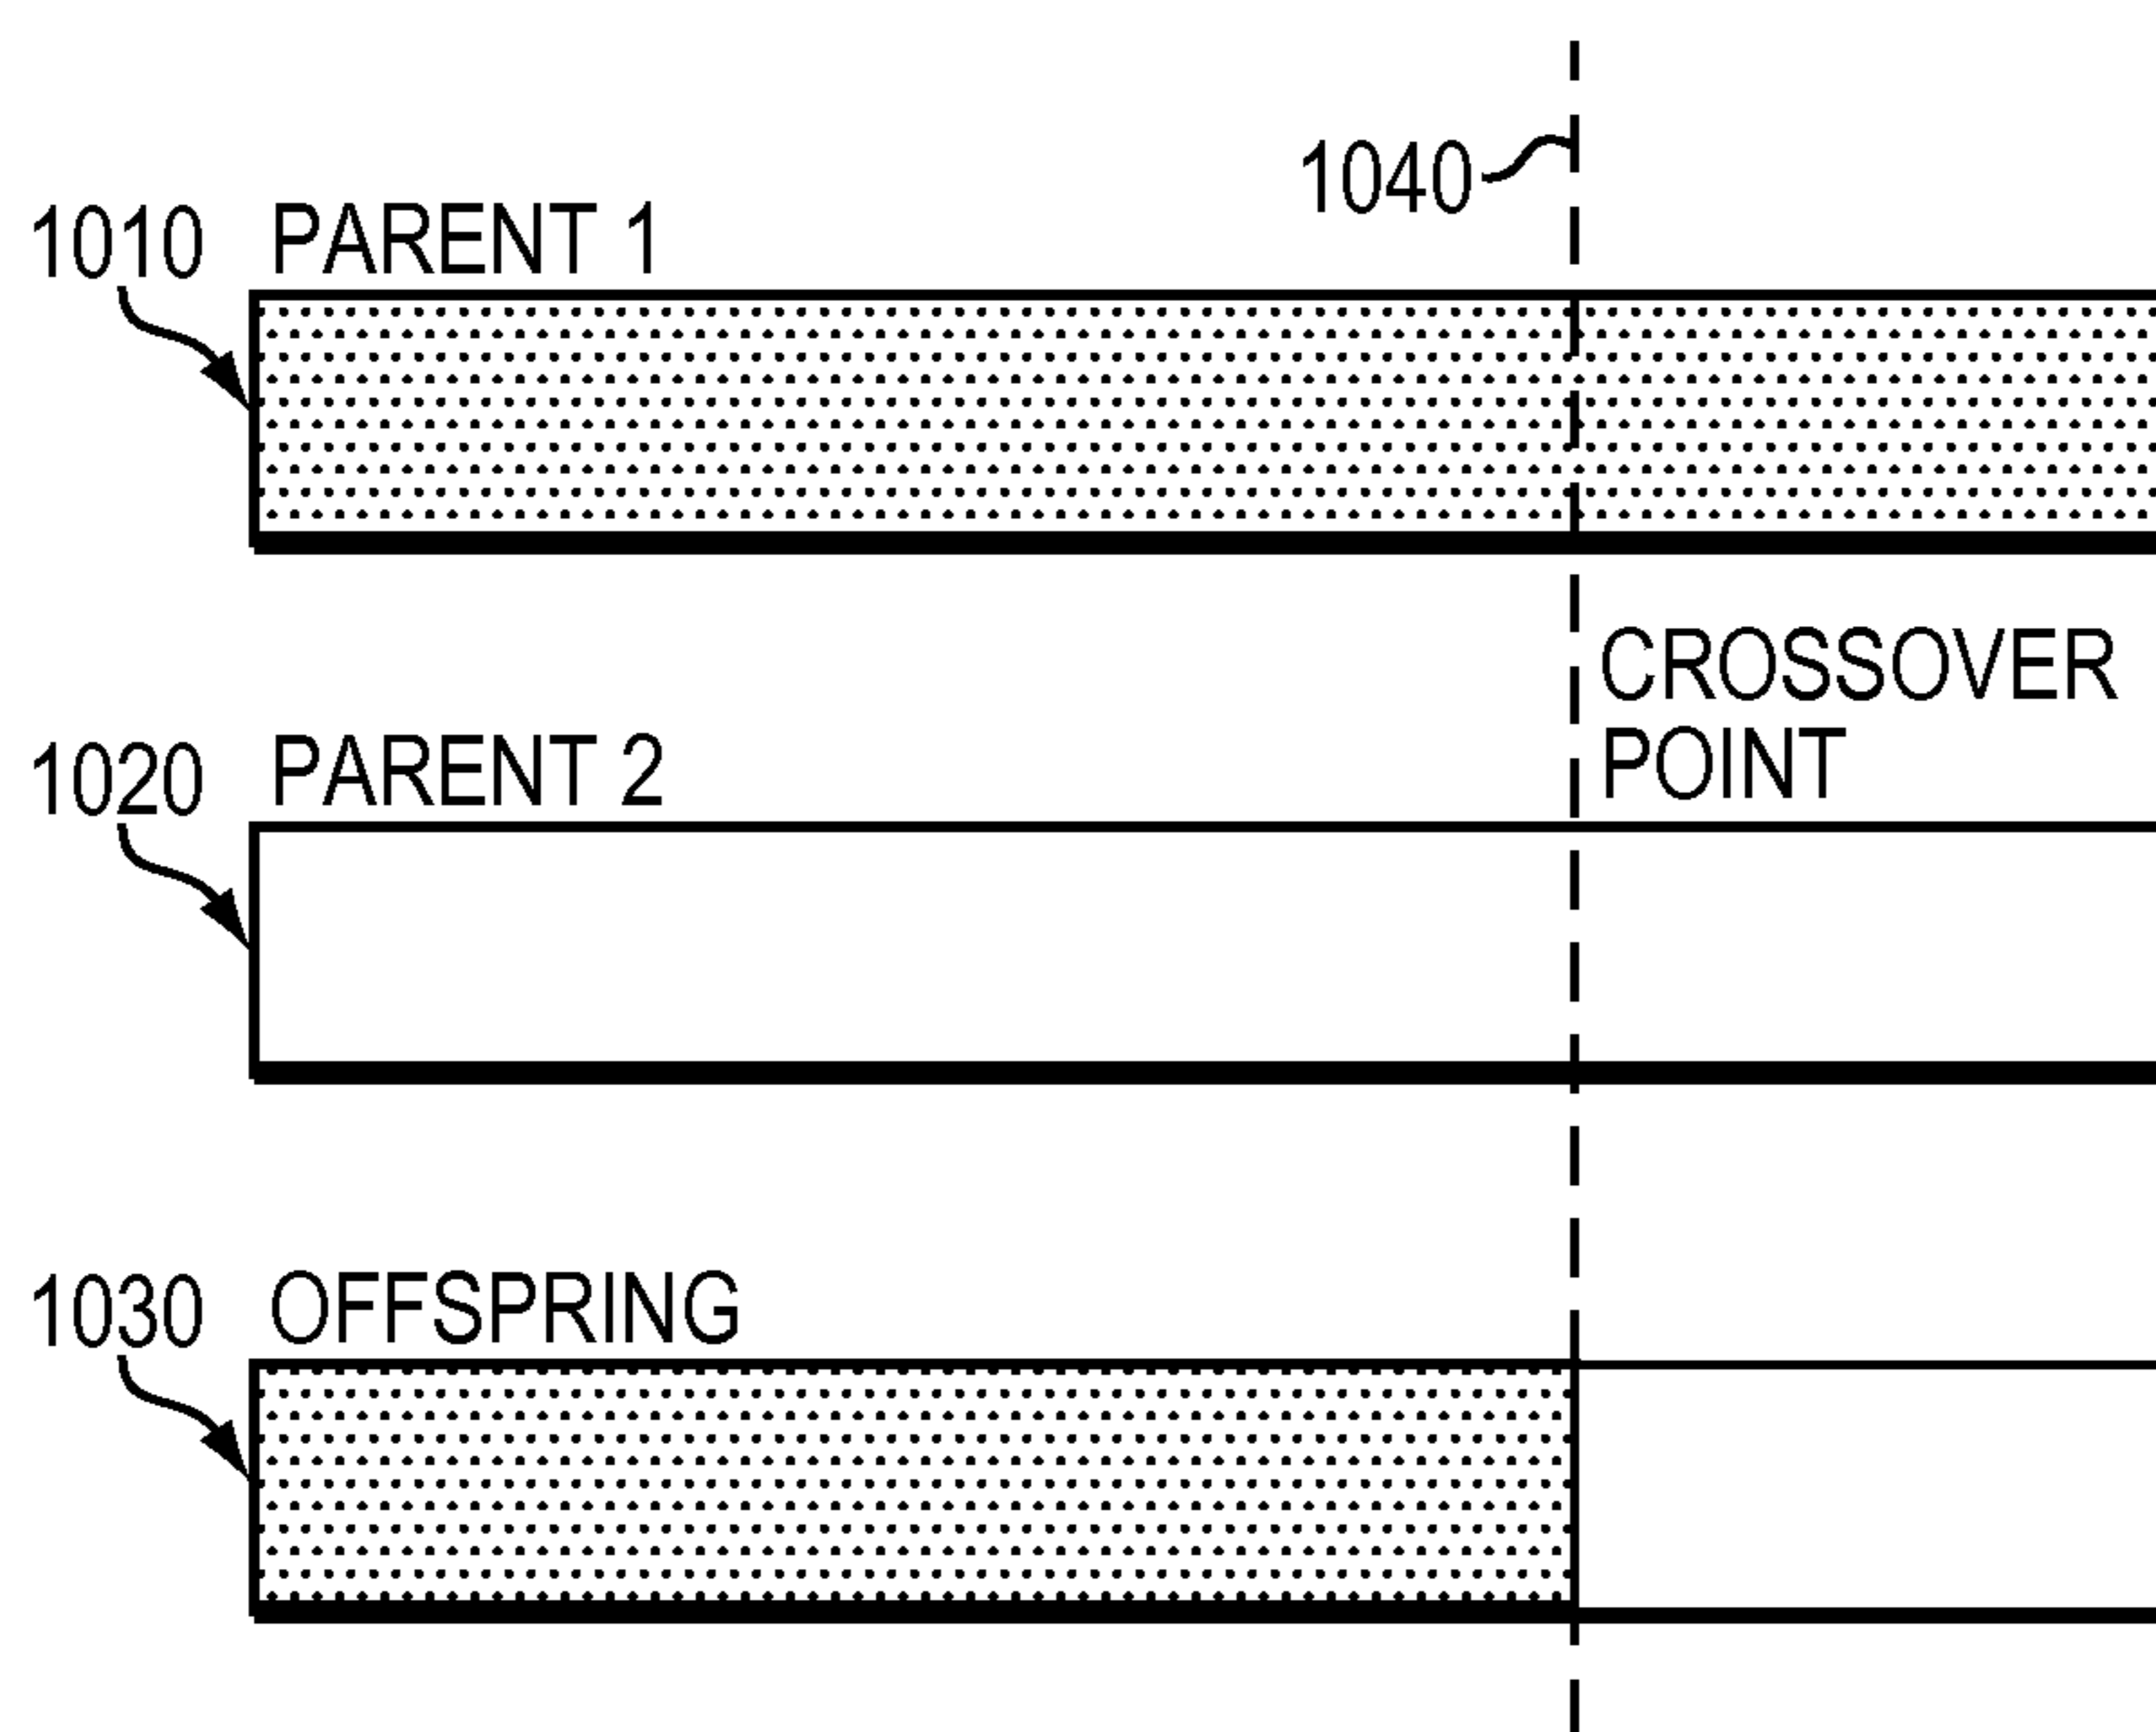 1040
1010 PARENT 1
CROSSOVER
POINT
1020 PARENT 2
1030 OFFSPRING